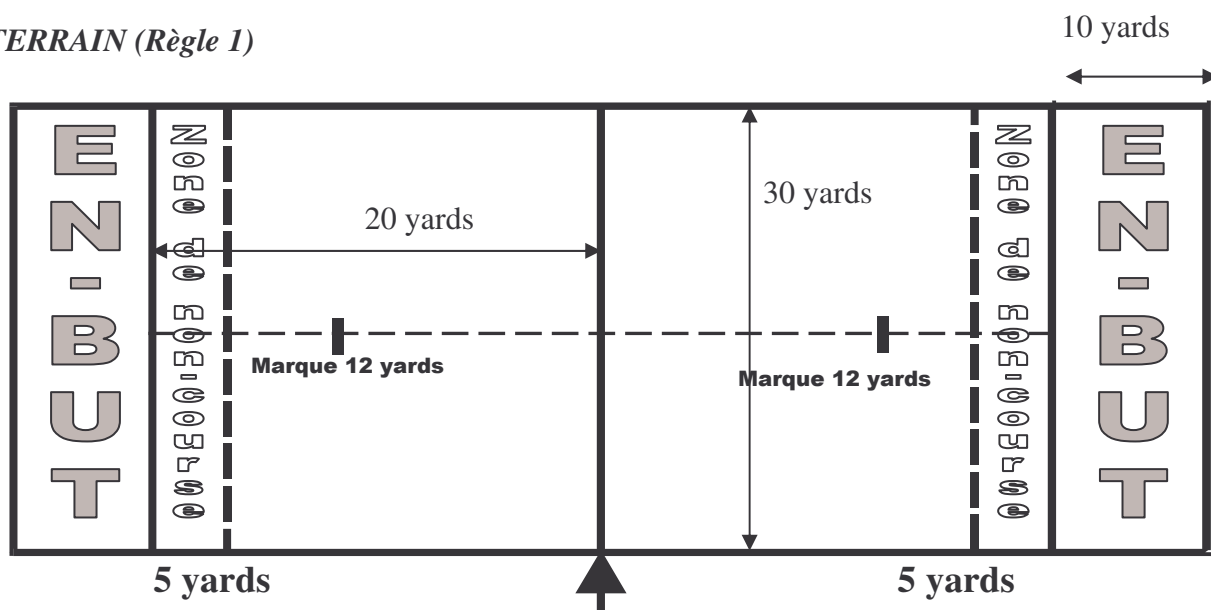 TERRAIN (Règle 1)
10 yards
EN-BUT
Zone de non-course
20 yards
30 yards
Zone de non-course
EN-BUT
Marque 12 yards
Marque 12 yards
5 yards
5 yards